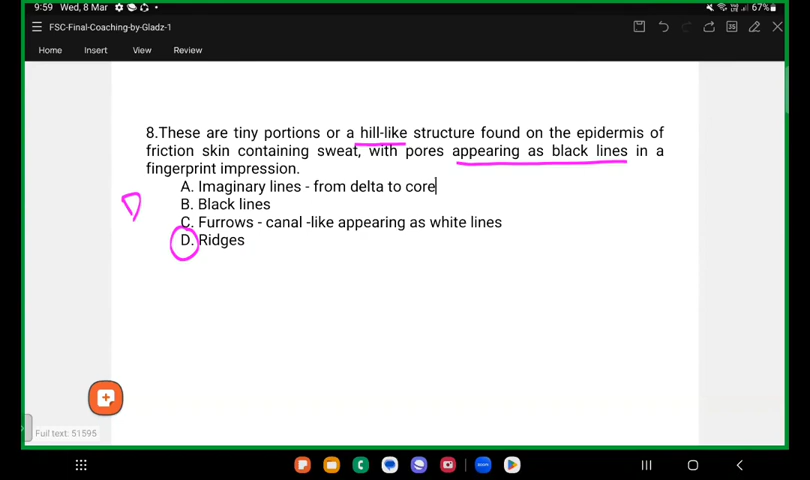 9:59 Wed, 8 Mar
67%
FSC-Final-Coaching-by-Gladz-1
35
Home Insert View Review
8.These are tiny portions or a hill-like structure found on the epidermis of
friction skin containing sweat, with pores appearing as black lines in a
fingerprint impression.
A. Imaginary lines - from delta to core
B. Black lines
C. Furrows - canal -like appearing as white lines
D. Ridges
D
Full text: 51595
zoom